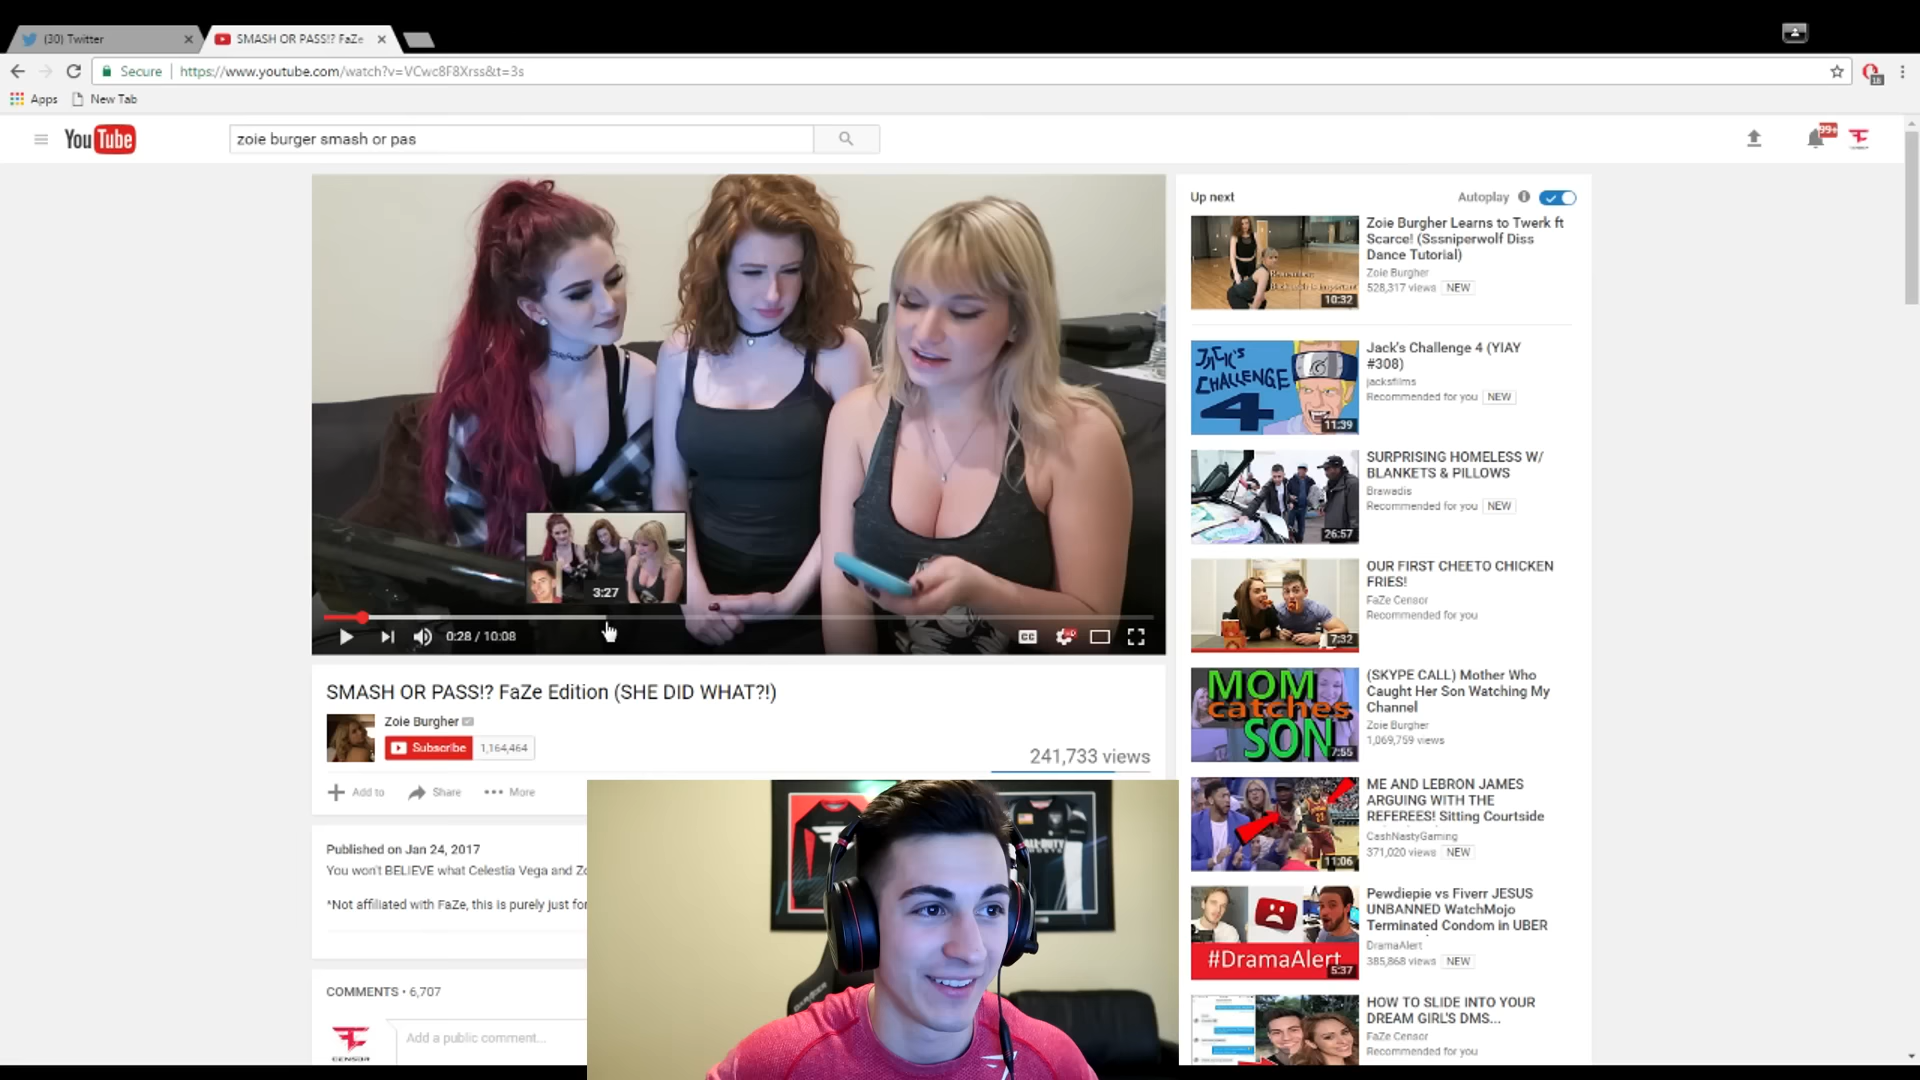 (30) Twitter
SMASH OR PASS!? FaZe
Secure
https://www.youtube.com/watch?v=VCwc8F8Xrss&t=3s
Apps
New Tab
YouTube
zoie burger smash or pas
99+
3:27
0:28 / 10:08
CC
HD
SMASH OR PASS!? FaZe Edition (SHE DID WHAT?!)
Zoie Burgher
Subscribe
1,164,464
241,733 views
Add to
Share
More
Published on Jan 24, 2017
You won't BELIEVE what Celestia Vega and Zo
*Not affiliated with FaZe, this is purely just for
COMMENTS • 6,707
Add a public comment...
CENSOR
Up next
Autoplay
Zoie Burgher Learns to Twerk ft
Scarce! (Sssniperwolf Diss
Dance Tutorial)
Zoie Burgher
528,317 views NEW
10:32
JACK'S
CHALLENGE
4
11:39
Jack's Challenge 4 (YIAY
#308)
jacksfilms
Recommended for you NEW
26:57
SURPRISING HOMELESS W/
BLANKETS & PILLOWS
Brawadis
Recommended for you NEW
7:32
OUR FIRST CHEETO CHICKEN
FRIES!
FaZe Censor
Recommended for you
MOM
catches
SON
7:55
(SKYPE CALL) Mother Who
Caught Her Son Watching My
Channel
Zoie Burgher
1,069,759 views
11:06
ME AND LEBRON JAMES
ARGUING WITH THE
REFEREES! Sitting Courtside
CashNastyGaming
371,020 views NEW
#DramaAlert
5:37
Pewdiepie vs Fiverr JESUS
UNBANNED WatchMojo
Terminated Condom in UBER
DramaAlert
385,868 views NEW
HOW TO SLIDE INTO YOUR
DREAM GIRL'S DMS...
FaZe Censor
Recommended for you